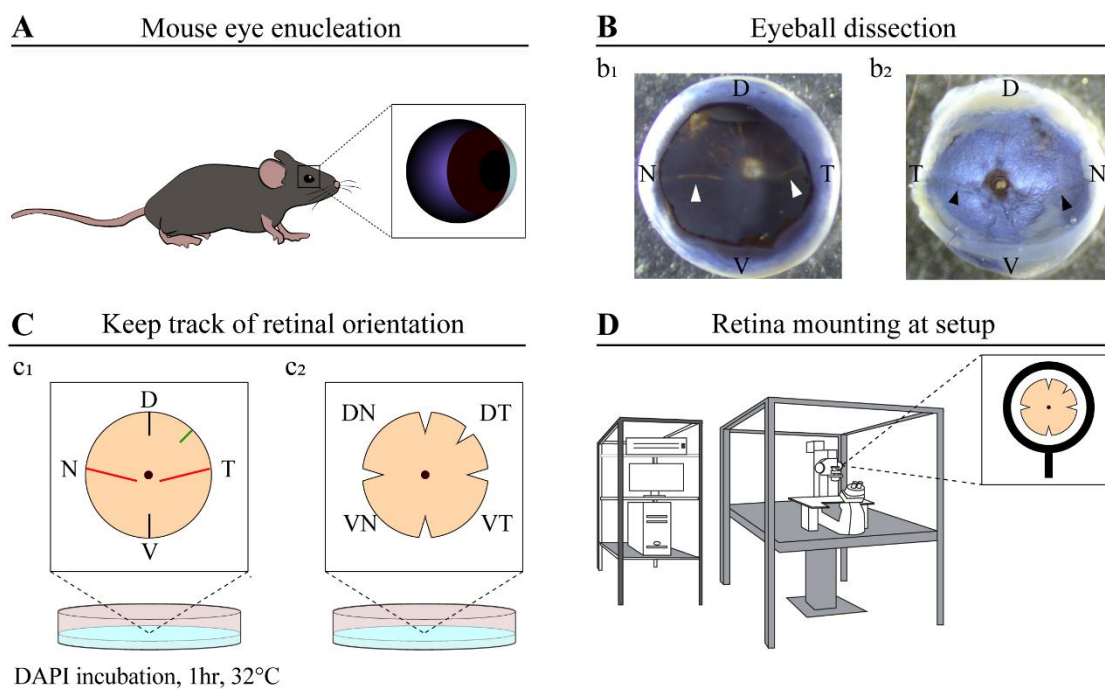 A Mouse eye enucleation
B Eyeball dissection
b1
D
N
T
V
b2
D
T
N
V
C Keep track of retinal orientation
c1
D
N
T
V
c2
DN DT
VN VT
DAPI incubation, 1hr, 32°C
D Retina mounting at setup